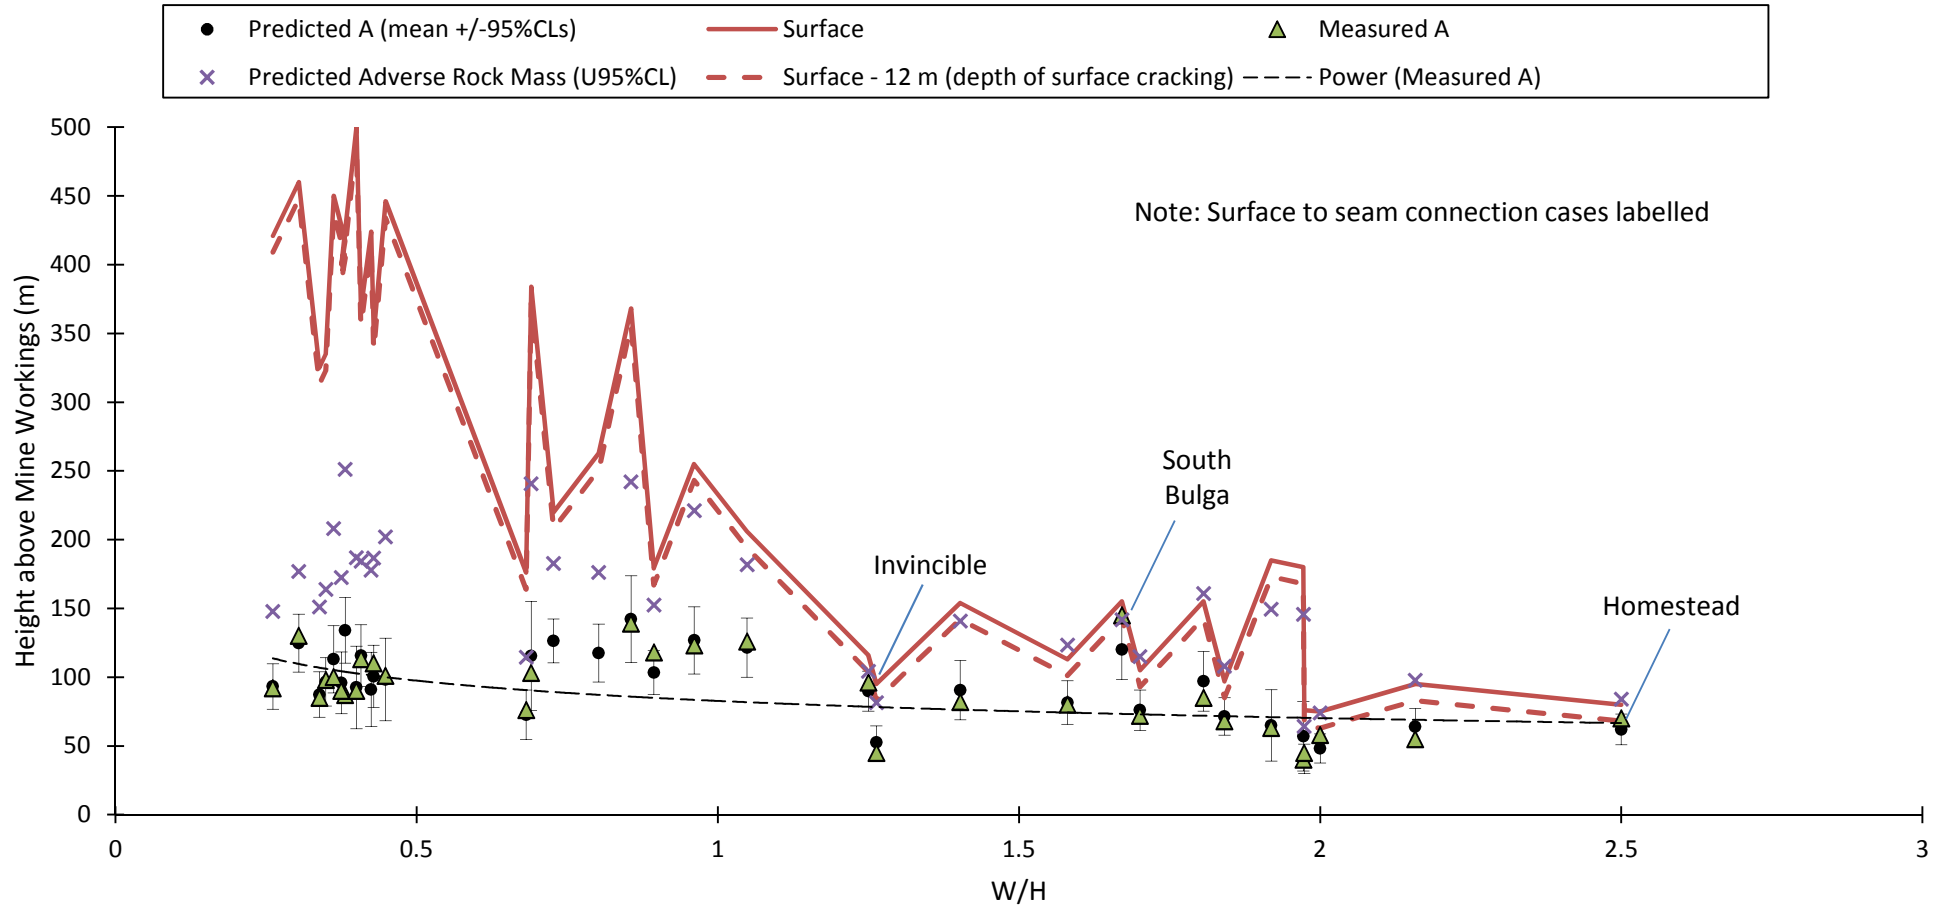 Predicted A (mean +/-95%CLs)
Surface
Measured A
Predicted Adverse Rock Mass (U95%CL)
Surface - 12 m (depth of surface cracking)
Power (Measured A)
500
450
400
350
300
250
200
150
100
50
0
Height above Mine Workings (m)
Note: Surface to seam connection cases labelled
South
Bulga
Invincible
Homestead
0
0.5
1
1.5
2
2.5
3
W/H